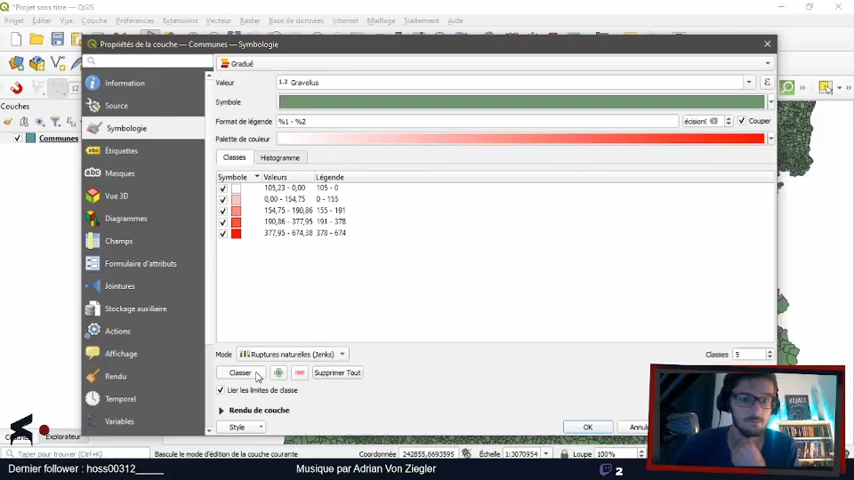 *Projet sans titre — QGIS
Projet Éditer Vue Couche Préférences Extensions Vecteur Raster Base de données Internet Maillage Traitement Aide
Propriétés de la couche — Communes — Symbologie
Gradué
Information
Valeur 1.2 Gravelius ε
Source
Symbole
Couches
Symbologie
Format de légende %1 - %2 Couper
Communes
Palette de couleur
Étiquettes
Classes Histogramme
Masques
Symbole Valeurs Légende
105,23 - 0,00 105 - 0
Vue 3D
0,00 - 154,75 0 - 155
154,75 - 190,86 155 - 191
Diagrammes
190,86 - 377,95 191 - 378
377,95 - 674,38 378 - 674
Champs
Formulaire d'attributs
Jointures
Stockage auxiliaire
Actions
Affichage
Mode Ruptures naturelles (Jenks) Classes 5
Classer Supprimer Tout
Rendu
Lier les limites de classe
Temporel
Rendu de couche
Variables
Style OK
Explorateur
Taper pour trouver (Ctrl+K) Bascule le mode d'édition de la couche courante Coordonnée 242855,6693595 Échelle 1:3070954 Loupe 100%
Dernier follower : hoss00312____ Musique par Adrian Von Ziegler 2